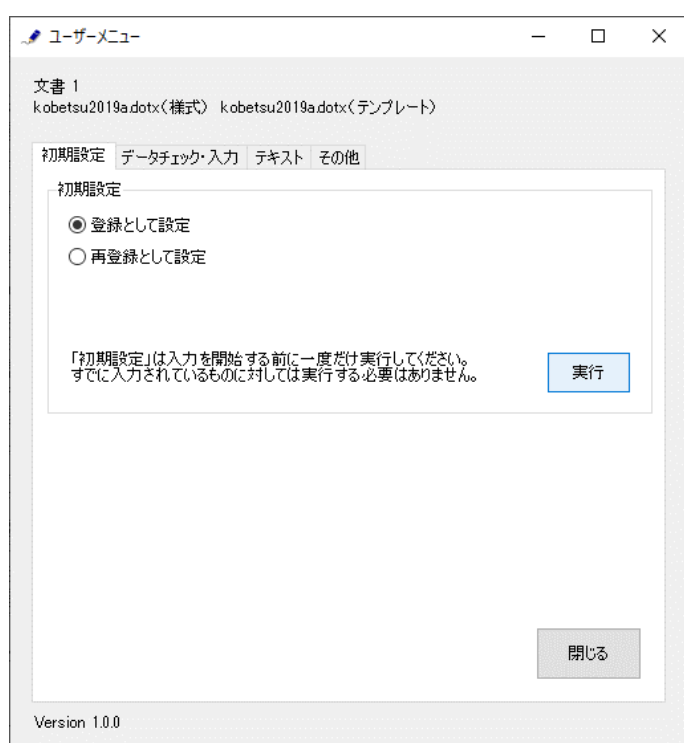 ユーザーメニュー
文書 1
kobetsu2019a.dotx(様式) kobetsu2019a.dotx(テンプレート)
初期設定 データチェック・入力 テキスト その他
初期設定
登録として設定
再登録として設定
「初期設定」は入力を開始する前に一度だけ実行してください。
すでに入力されているものに対しては実行する必要はありません。
実行
閉じる
Version 1.0.0